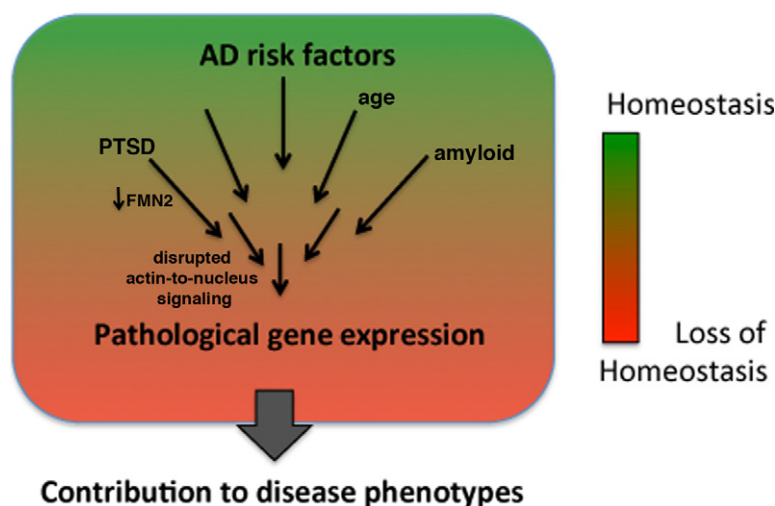 AD risk factors
age
PTSD
amyloid
↓FMN2
disrupted
actin-to-nucleus
signaling
Pathological gene expression
Contribution to disease phenotypes
Homeostasis
Loss of
Homeostasis